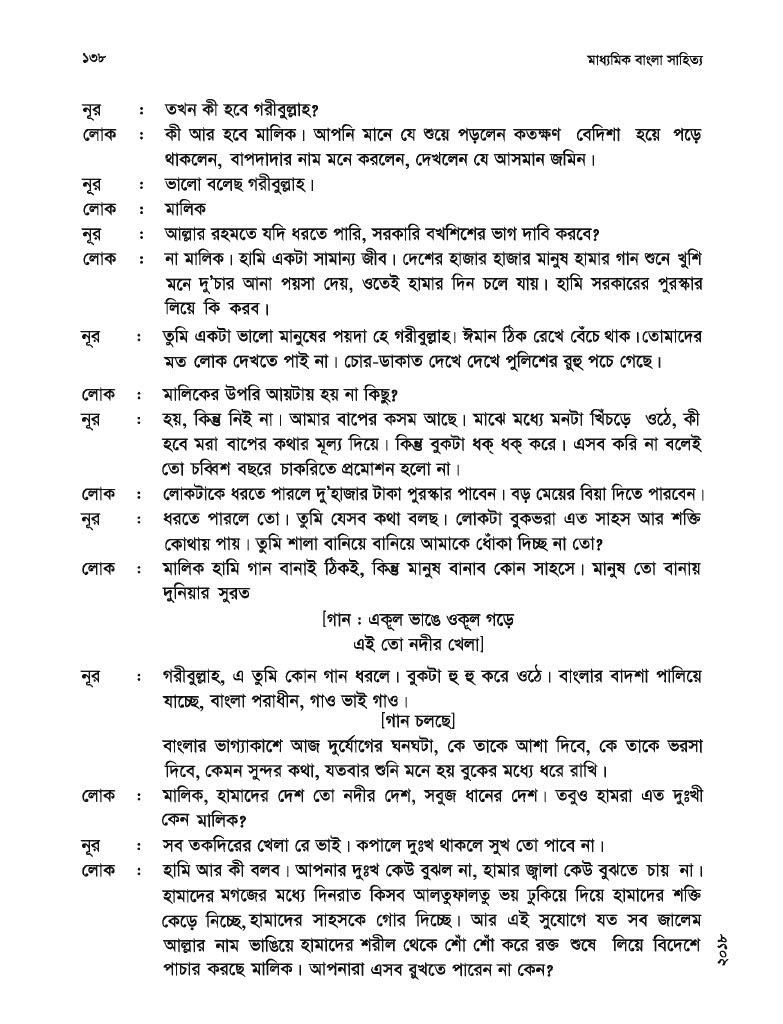 ১৩৮ মাধ্যমিক বাংলা সাহিত্য
নূর : তখন কী হবে গরীবুল্লাহ?
লোক : কী আর হবে মালিক। আপনি মানে যে শুয়ে পড়লেন কতক্ষণ বেদিশা হয়ে পড়ে
থাকলেন, বাপদাদার নাম মনে করলেন, দেখলেন যে আসমান জমিন।
নূর : ভালো বলেছ গরীবুল্লাহ।
লোক : মালিক
নূর : আল্লার রহমতে যদি ধরতে পারি, সরকারি বখশিশের ভাগ দাবি করবে?
লোক : না মালিক। হামি একটা সামান্য জীব। দেশের হাজার হাজার মানুষ হামার গান শুনে খুশি
মনে দু'চার আনা পয়সা দেয়, ওতেই হামার দিন চলে যায়। হামি সরকারের পুরস্কার
লিয়ে কি করব।
নূর : তুমি একটা ভালো মানুষের পয়দা হে গরীবুল্লাহ। ঈমান ঠিক রেখে বেঁচে থাক।তোমাদের
মত লোক দেখতে পাই না। চোর-ডাকাত দেখে দেখে পুলিশের রুহু পচে গেছে।
লোক : মালিকের উপরি আয়টায় হয় না কিছু?
নূর : হয়, কিন্তু নিই না। আমার বাপের কসম আছে। মাঝে মধ্যে মনটা খিঁচড়ে ওঠে, কী
হবে মরা বাপের কথার মূল্য দিয়ে। কিন্তু বুকটা ধক্ ধক্ করে। এসব করি না বলেই
তো চব্বিশ বছরে চাকরিতে প্রমোশন হলো না।
লোক : লোকটাকে ধরতে পারলে দু'হাজার টাকা পুরস্কার পাবেন। বড় মেয়ের বিয়া দিতে পারবেন।
নূর : ধরতে পারলে তো। তুমি যেসব কথা বলছ। লোকটা বুকভরা এত সাহস আর শক্তি
কোথায় পায়। তুমি শালা বানিয়ে বানিয়ে আমাকে ধোঁকা দিচ্ছ না তো?
লোক : মালিক হামি গান বানাই ঠিকই, কিন্তু মানুষ বানাব কোন সাহসে। মানুষ তো বানায়
দুনিয়ার সুরত
[গান : একূল ভাঙে ওকূল গড়ে
এই তো নদীর খেলা]
নূর : গরীবুল্লাহ, এ তুমি কোন গান ধরলে। বুকটা হু হু করে ওঠে। বাংলার বাদশা পালিয়ে
যাচ্ছে, বাংলা পরাধীন, গাও ভাই গাও।
[গান চলছে]
বাংলার ভাগ্যাকাশে আজ দুর্যোগের ঘনঘটা, কে তাকে আশা দিবে, কে তাকে ভরসা
দিবে, কেমন সুন্দর কথা, যতবার শুনি মনে হয় বুকের মধ্যে ধরে রাখি।
লোক : মালিক, হামাদের দেশ তো নদীর দেশ, সবুজ ধানের দেশ। তবুও হামরা এত দুঃখী
কেন মালিক?
নূর : সব তকদিরের খেলা রে ভাই। কপালে দুঃখ থাকলে সুখ তো পাবে না।
লোক : হামি আর কী বলব। আপনার দুঃখ কেউ বুঝল না, হামার জ্বালা কেউ বুঝতে চায় না।
হামাদের মগজের মধ্যে দিনরাত কিসব আলতুফালতু ভয় ঢুকিয়ে দিয়ে হামাদের শক্তি
কেড়ে নিচ্ছে, হামাদের সাহসকে গোর দিচ্ছে। আর এই সুযোগে যত সব জালেম
আল্লার নাম ভাঙিয়ে হামাদের শরীল থেকে শোঁ শোঁ করে রক্ত শুষে লিয়ে বিদেশে
পাচার করছে মালিক। আপনারা এসব রুখতে পারেন না কেন?
২০১৮